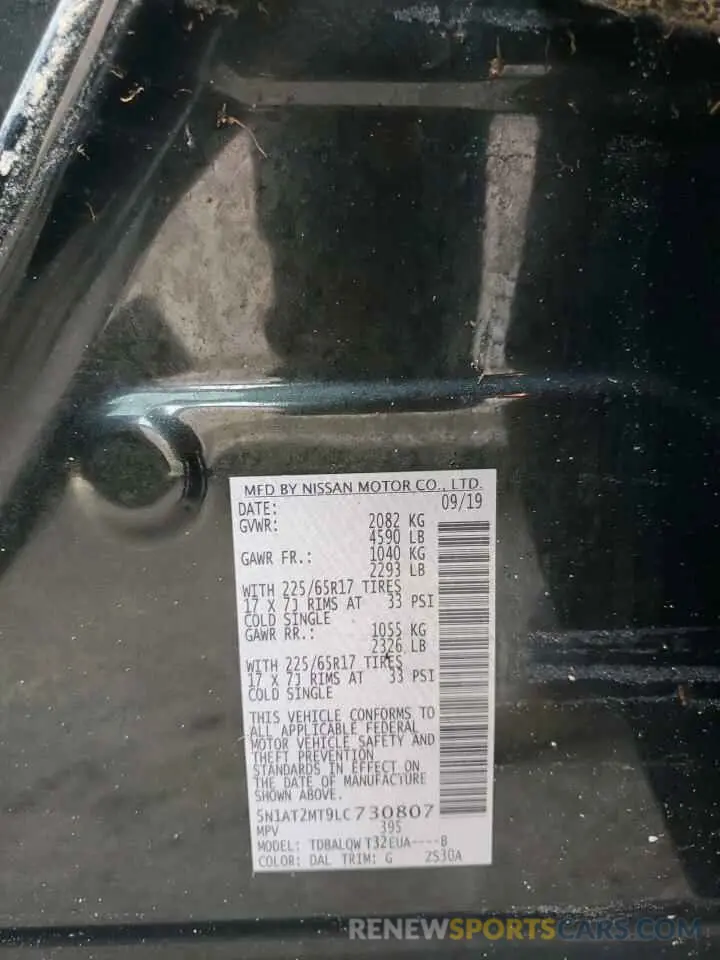 MFD BY NISSAN MOTOR CO., LTD.
DATE: 09/19
GVWR: 2082 KG
4590 LB
GAWR FR.: 1040 KG
2293 LB
WITH 225/65R17 TIRES
17 X 7J RIMS AT 33 PSI
COLD SINGLE
GAWR RR.: 1055 KG
2326 LB
WITH 225/65R17 TIRES
17 X 7J RIMS AT 33 PSI
COLD SINGLE
THIS VEHICLE CONFORMS TO
ALL APPLICABLE FEDERAL
MOTOR VEHICLE SAFETY AND
THEFT PREVENTION
STANDARDS IN EFFECT ON
THE DATE OF MANUFACTURE
SHOWN ABOVE.
5N1AT2MT9LC730807
MPV 395
MODEL: TDBALQW T32EUA----B
COLOR: DAL TRIM: G 2S30A
RENEWSPORTSCARS.COM